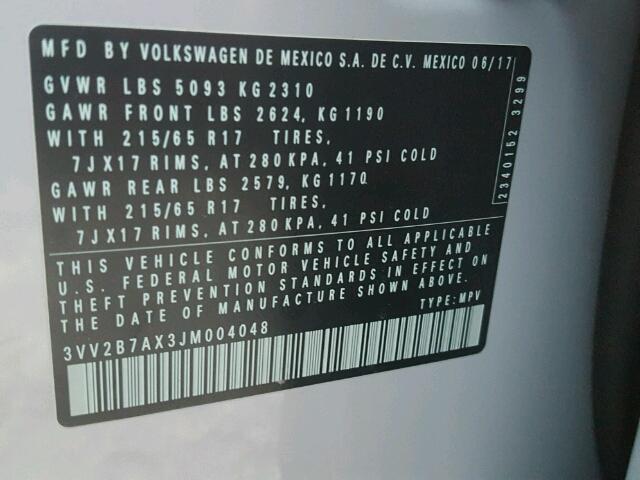 MFD BY VOLKSWAGEN DE MEXICO S.A. DE C.V. MEXICO 06/17
GVWR LBS 5093 KG 2310
GAWR FRONT LBS 2624, KG 1190
WITH 215/65 R17 TIRES,
7JX17 RIMS, AT 280 KPA, 41 PSI COLD
GAWR REAR LBS 2579, KG 1170
WITH 215/65 R17 TIRES,
7JX17 RIMS, AT 280 KPA, 41 PSI COLD
THIS VEHICLE CONFORMS TO ALL APPLICABLE
U.S. FEDERAL MOTOR VEHICLE SAFETY AND
THEFT PREVENTION STANDARDS IN EFFECT ON
THE DATE OF MANUFACTURE SHOWN ABOVE.
3VV2B7AX3JM004048 TYPE: MPV
2340152 3299